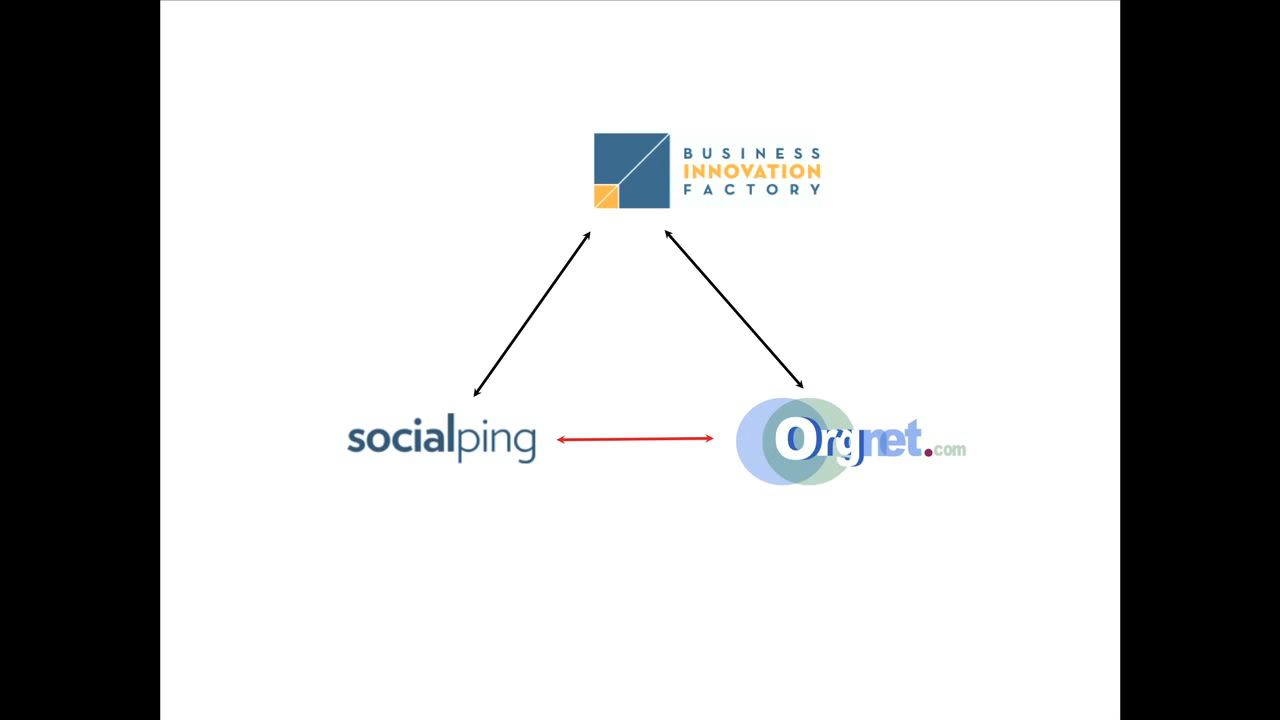 BUSINESS
INNOVATION
FACTORY
socialping
Orgnet.com